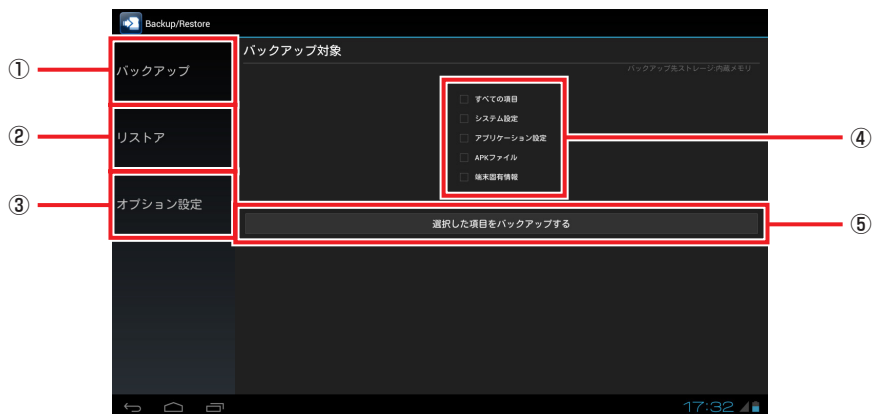 Backup/Restore
バックアップ対象
バックアップ先ストレージ:内蔵メモリ
① バックアップ
すべての項目
システム設定
② リストア
アプリケーション設定 ④
APKファイル
端末固有情報
③ オプション設定
選択した項目をバックアップする ⑤
17:32